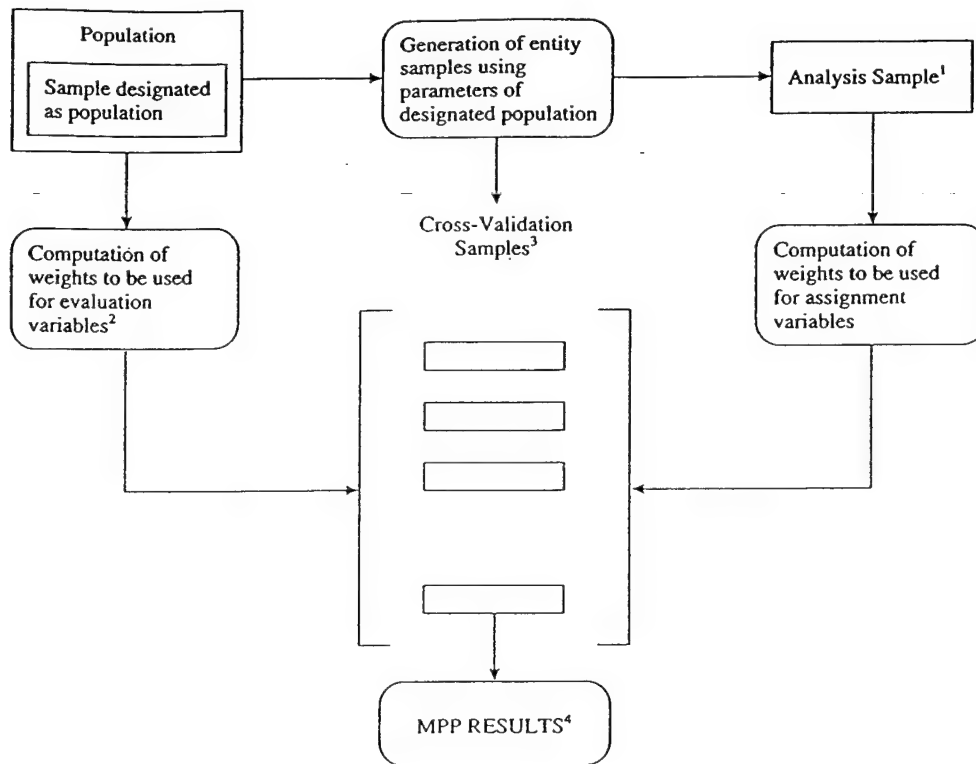 Population
Sample designated
as population
Generation of entity
samples using
parameters of
designated population
Analysis Sample¹
Cross-Validation
Samples³
Computation of
weights to be used
for evaluation
variables²
Computation of
weights to be used
for assignment
variables
MPP RESULTS⁴